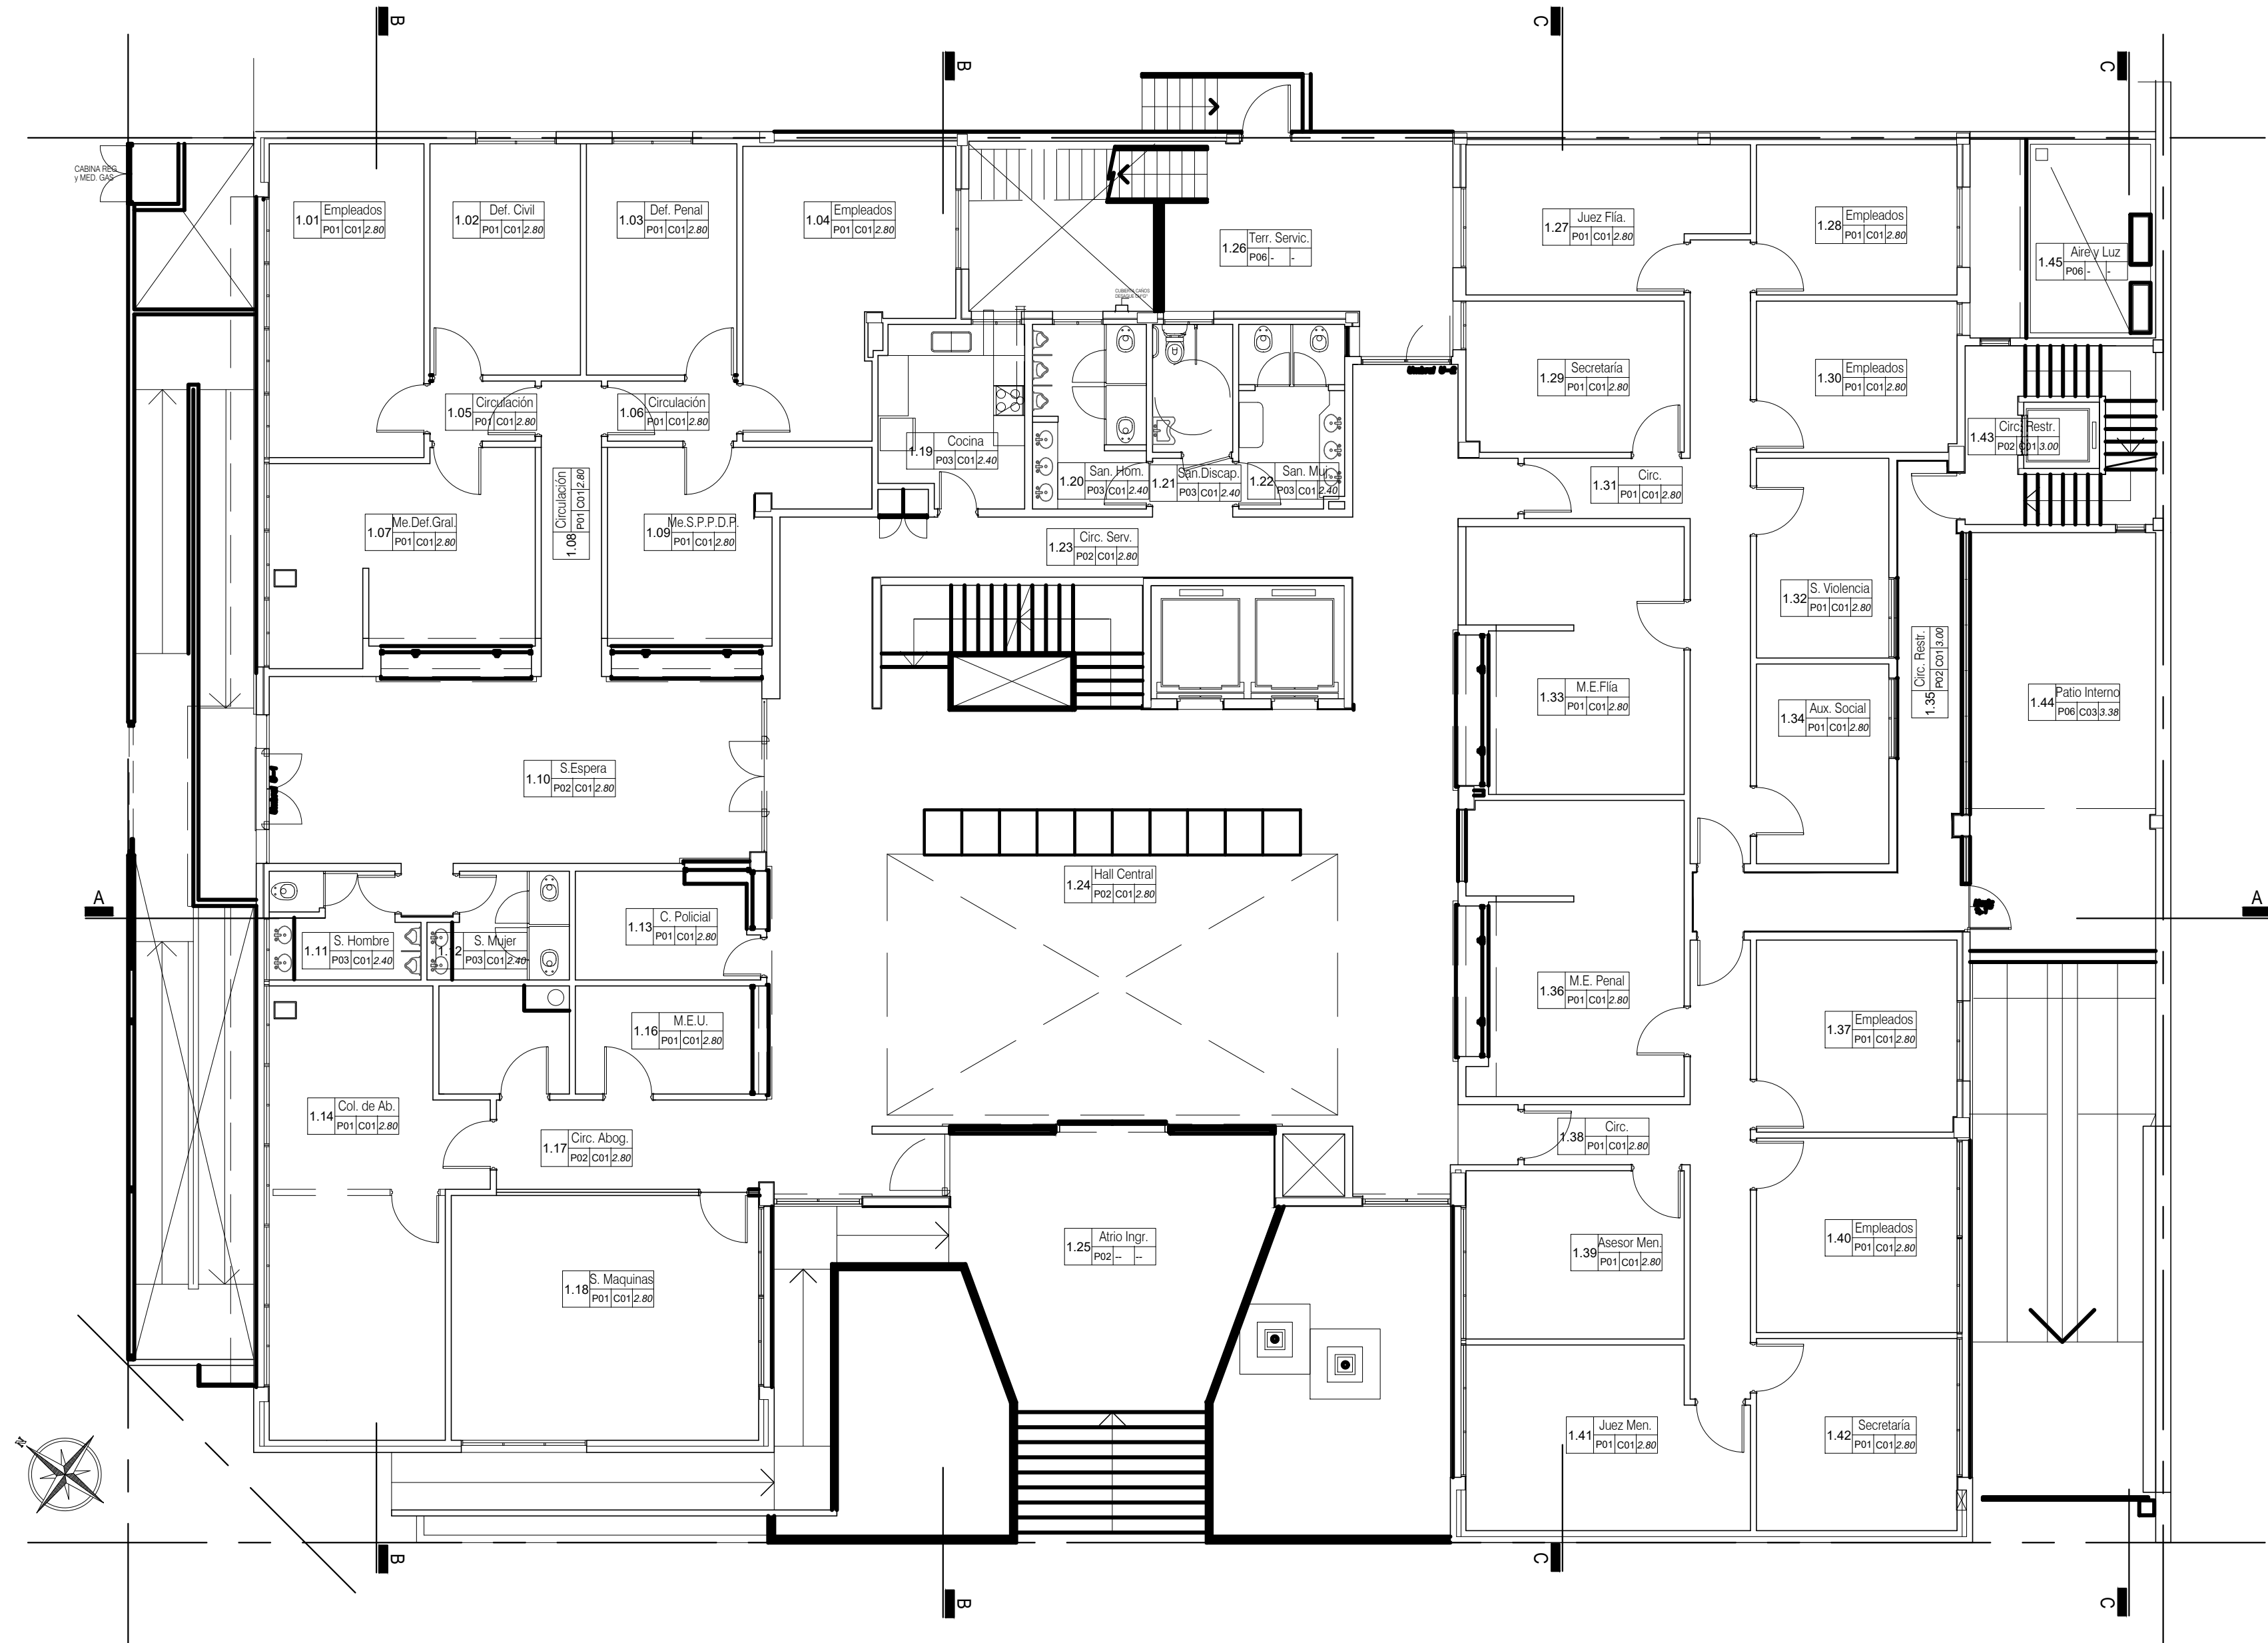 B
C
B
C
CABINA REG.
y MED. GAS
1.01 Empleados
P01 C01 2.80
1.02 Def. Civil
P01 C01 2.80
1.03 Def. Penal
P01 C01 2.80
1.04 Empleados
P01 C01 2.80
1.26 Terr. Servic.
P06 - -
1.27 Juez Flía.
P01 C01 2.80
1.28 Empleados
P01 C01 2.80
1.45 Aire y Luz
P06 - -
1.29 Secretaría
P01 C01 2.80
1.30 Empleados
P01 C01 2.80
1.05 Circulación
P01 C01 2.80
1.06 Circulación
P01 C01 2.80
1.19 Cocina
P03 C01 2.40
1.20 San. Hom.
P03 C01 2.40
1.21 San.Discap.
P03 C01 2.40
1.22 San. Muj.
P03 C01 2.40
1.43 Circ. Restr.
P02 C01 3.00
1.31 Circ.
P01 C01 2.80
1.07 Me.Def.Gral.
P01 C01 2.80
1.08 Circulación
P01 C01 2.80
1.09 Me.S.P.P.D.P.
P01 C01 2.80
1.23 Circ. Serv.
P02 C01 2.80
1.32 S. Violencia
P01 C01 2.80
1.33 M.E.Flía
P01 C01 2.80
1.34 Aux. Social
P01 C01 2.80
1.35 Circ. Restr.
P02 C01 3.00
1.44 Patio Interno
P06 C03 3.38
1.10 S.Espera
P02 C01 2.80
1.24 Hall Central
P02 C01 2.80
A
A
1.11 S. Hombre
P03 C01 2.40
1.12 S. Mujer
P03 C01 2.40
1.13 C. Policial
P01 C01 2.80
1.36 M.E. Penal
P01 C01 2.80
1.16 M.E.U.
P01 C01 2.80
1.37 Empleados
P01 C01 2.80
1.14 Col. de Ab.
P01 C01 2.80
1.17 Circ. Abog.
P02 C01 2.80
1.38 Circ.
P01 C01 2.80
1.25 Atrio Ingr.
P02 -- --
1.39 Asesor Men.
P01 C01 2.80
1.40 Empleados
P01 C01 2.80
1.18 S. Maquinas
P01 C01 2.80
1.41 Juez Men.
P01 C01 2.80
1.42 Secretaría
P01 C01 2.80
N
B
C
B
C